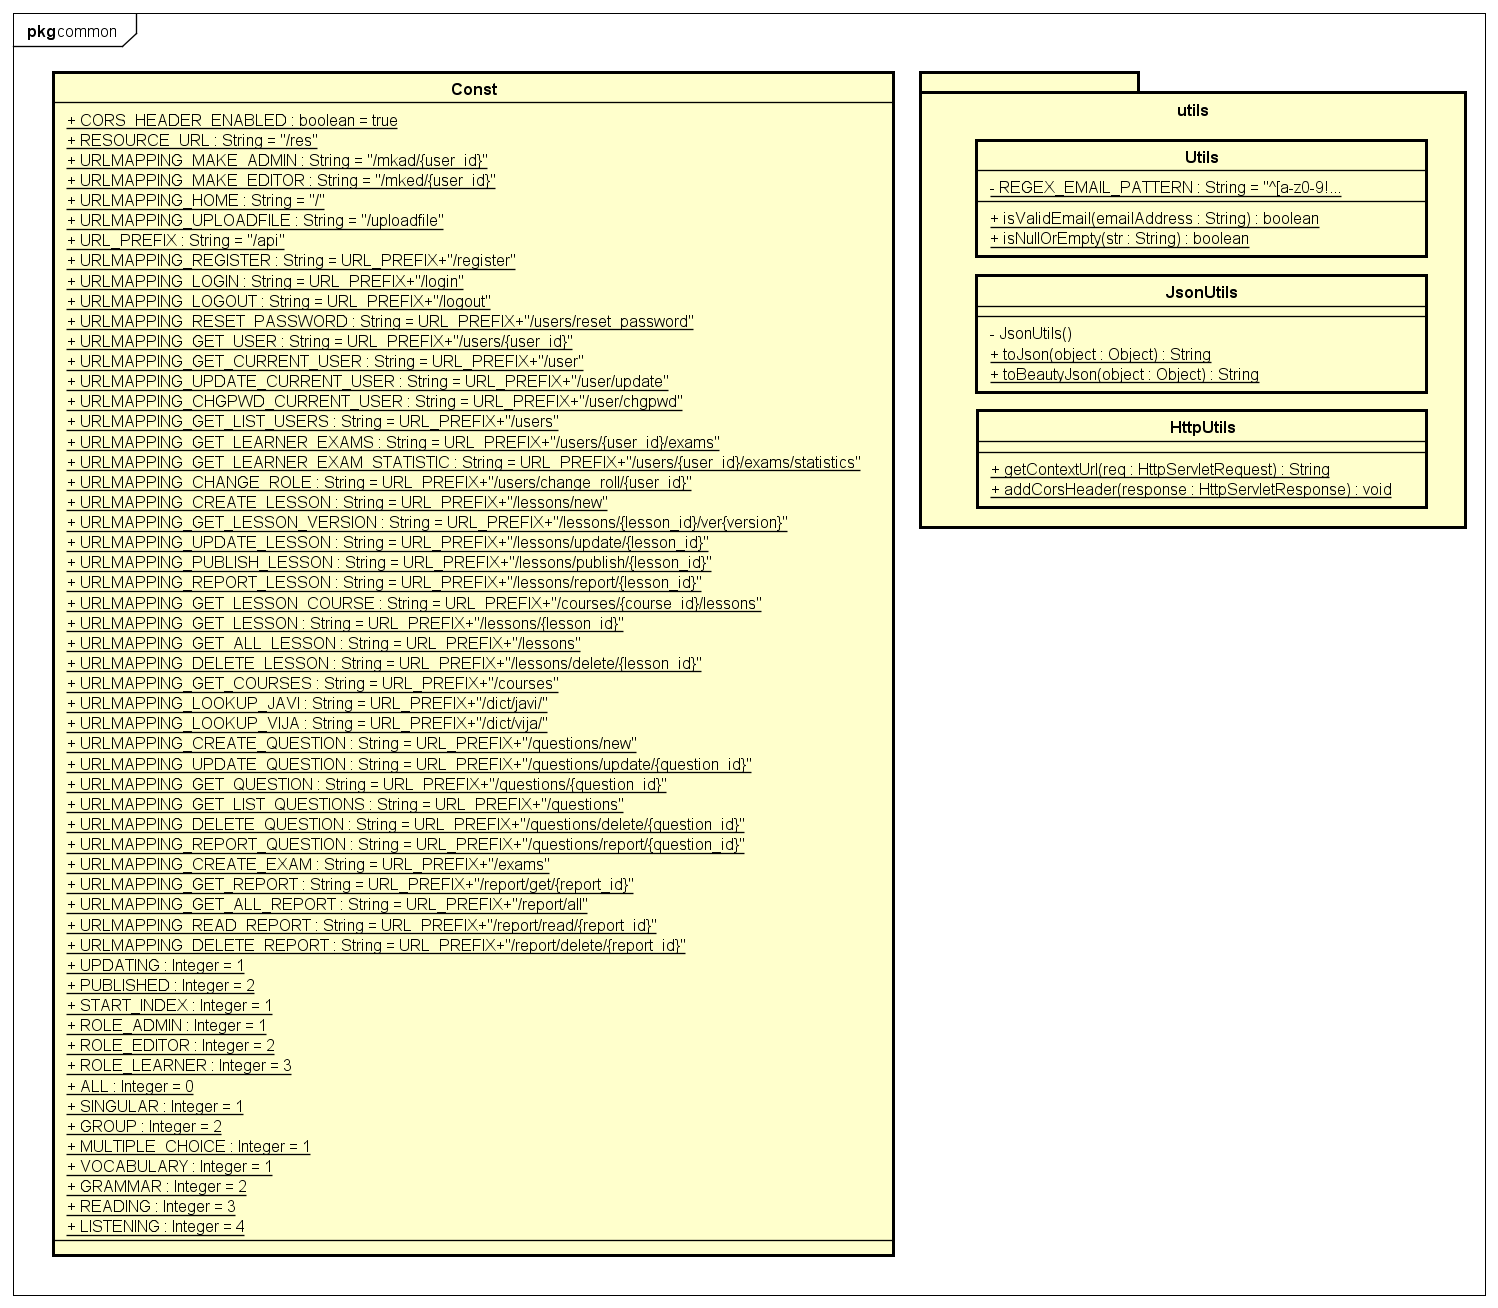 pkg common
Const
+ CORS_HEADER_ENABLED : boolean = true
+ RESOURCE_URL : String = "/res"
+ URLMAPPING_MAKE_ADMIN : String = "/mkad/{user_id}"
+ URLMAPPING_MAKE_EDITOR : String = "/mked/{user_id}"
+ URLMAPPING_HOME : String = "/"
+ URLMAPPING_UPLOADFILE : String = "/uploadfile"
+ URL_PREFIX : String = "/api"
+ URLMAPPING_REGISTER : String = URL_PREFIX+"/register"
+ URLMAPPING_LOGIN : String = URL_PREFIX+"/login"
+ URLMAPPING_LOGOUT : String = URL_PREFIX+"/logout"
+ URLMAPPING_RESET_PASSWORD : String = URL_PREFIX+"/users/reset_password"
+ URLMAPPING_GET_USER : String = URL_PREFIX+"/users/{user_id}"
+ URLMAPPING_GET_CURRENT_USER : String = URL_PREFIX+"/user"
+ URLMAPPING_UPDATE_CURRENT_USER : String = URL_PREFIX+"/user/update"
+ URLMAPPING_CHGPWD_CURRENT_USER : String = URL_PREFIX+"/user/chgpwd"
+ URLMAPPING_GET_LIST_USERS : String = URL_PREFIX+"/users"
+ URLMAPPING_GET_LEARNER_EXAMS : String = URL_PREFIX+"/users/{user_id}/exams"
+ URLMAPPING_GET_LEARNER_EXAM_STATISTIC : String = URL_PREFIX+"/users/{user_id}/exams/statistics"
+ URLMAPPING_CHANGE_ROLE : String = URL_PREFIX+"/users/change_roll/{user_id}"
+ URLMAPPING_CREATE_LESSON : String = URL_PREFIX+"/lessons/new"
+ URLMAPPING_GET_LESSON_VERSION : String = URL_PREFIX+"/lessons/{lesson_id}/ver{version}"
+ URLMAPPING_UPDATE_LESSON : String = URL_PREFIX+"/lessons/update/{lesson_id}"
+ URLMAPPING_PUBLISH_LESSON : String = URL_PREFIX+"/lessons/publish/{lesson_id}"
+ URLMAPPING_REPORT_LESSON : String = URL_PREFIX+"/lessons/report/{lesson_id}"
+ URLMAPPING_GET_LESSON_COURSE : String = URL_PREFIX+"/courses/{course_id}/lessons"
+ URLMAPPING_GET_LESSON : String = URL_PREFIX+"/lessons/{lesson_id}"
+ URLMAPPING_GET_ALL_LESSON : String = URL_PREFIX+"/lessons"
+ URLMAPPING_DELETE_LESSON : String = URL_PREFIX+"/lessons/delete/{lesson_id}"
+ URLMAPPING_GET_COURSES : String = URL_PREFIX+"/courses"
+ URLMAPPING_LOOKUP_JAVI : String = URL_PREFIX+"/dict/javi/"
+ URLMAPPING_LOOKUP_VIJA : String = URL_PREFIX+"/dict/vija/"
+ URLMAPPING_CREATE_QUESTION : String = URL_PREFIX+"/questions/new"
+ URLMAPPING_UPDATE_QUESTION : String = URL_PREFIX+"/questions/update/{question_id}"
+ URLMAPPING_GET_QUESTION : String = URL_PREFIX+"/questions/{question_id}"
+ URLMAPPING_GET_LIST_QUESTIONS : String = URL_PREFIX+"/questions"
+ URLMAPPING_DELETE_QUESTION : String = URL_PREFIX+"/questions/delete/{question_id}"
+ URLMAPPING_REPORT_QUESTION : String = URL_PREFIX+"/questions/report/{question_id}"
+ URLMAPPING_CREATE_EXAM : String = URL_PREFIX+"/exams"
+ URLMAPPING_GET_REPORT : String = URL_PREFIX+"/report/get/{report_id}"
+ URLMAPPING_GET_ALL_REPORT : String = URL_PREFIX+"/report/all"
+ URLMAPPING_READ_REPORT : String = URL_PREFIX+"/report/read/{report_id}"
+ URLMAPPING_DELETE_REPORT : String = URL_PREFIX+"/report/delete/{report_id}"
+ UPDATING : Integer = 1
+ PUBLISHED : Integer = 2
+ START_INDEX : Integer = 1
+ ROLE_ADMIN : Integer = 1
+ ROLE_EDITOR : Integer = 2
+ ROLE_LEARNER : Integer = 3
+ ALL : Integer = 0
+ SINGULAR : Integer = 1
+ GROUP : Integer = 2
+ MULTIPLE_CHOICE : Integer = 1
+ VOCABULARY : Integer = 1
+ GRAMMAR : Integer = 2
+ READING : Integer = 3
+ LISTENING : Integer = 4
utils
Utils
- REGEX_EMAIL_PATTERN : String = "^[a-z0-9!...
+ isValidEmail(emailAddress : String) : boolean
+ isNullOrEmpty(str : String) : boolean
JsonUtils
- JsonUtils()
+ toJson(object : Object) : String
+ toBeautyJson(object : Object) : String
HttpUtils
+ getContextUrl(req : HttpServletRequest) : String
+ addCorsHeader(response : HttpServletResponse) : void